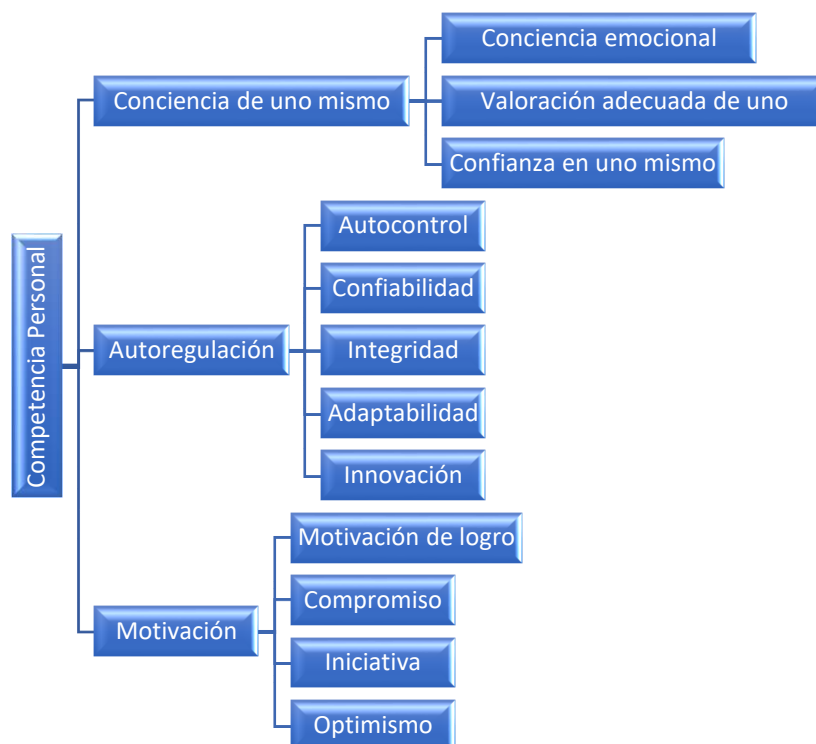 Competencia Personal
Conciencia de uno mismo
Conciencia emocional
Valoración adecuada de uno
Confianza en uno mismo
Autoregulación
Autocontrol
Confiabilidad
Integridad
Adaptabilidad
Innovación
Motivación
Motivación de logro
Compromiso
Iniciativa
Optimismo